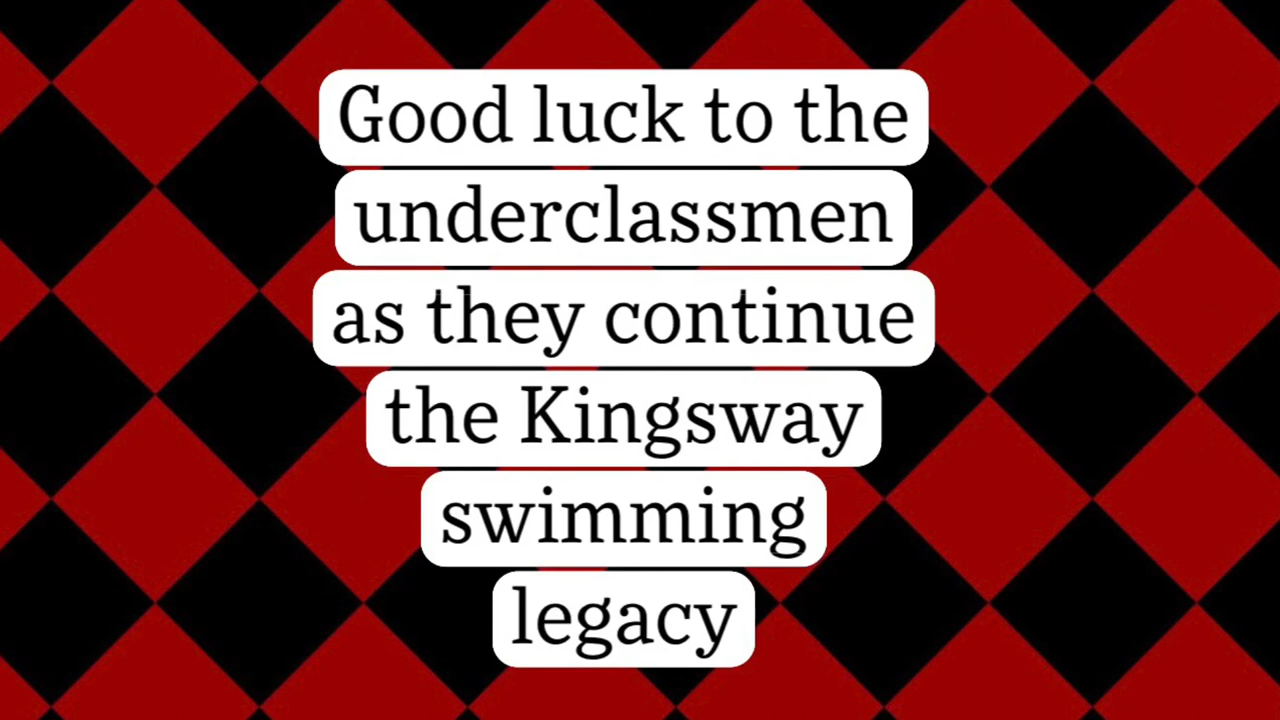 Good luck to the
underclassmen
as they continue
the Kingsway
swimming
legacy